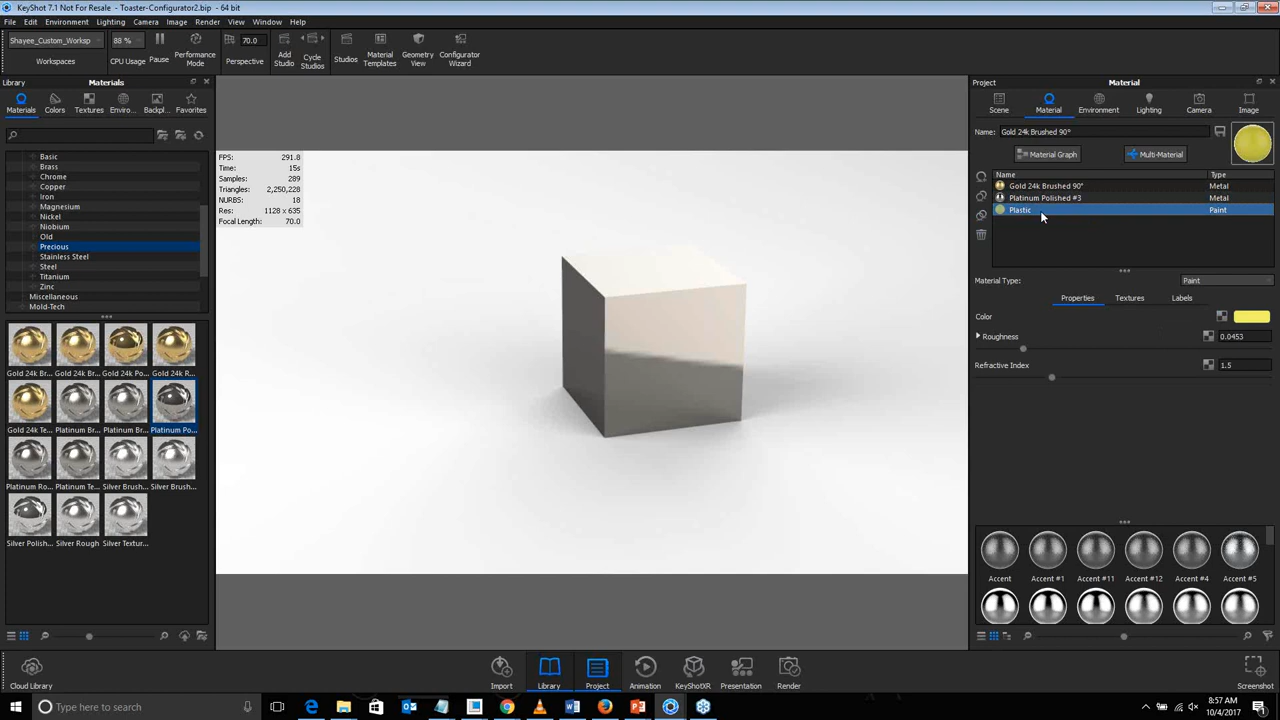 KeyShot 7.1 Not For Resale - Toaster-Configurator2.bip - 64 bit
File Edit Environment Lighting Camera Image Render View Window Help
Shayee_Custom_Worksp 88 % 70.0
Workspaces CPU Usage Pause Performance Mode Perspective Add Studio Cycle Studios Studios Material Templates Geometry View Configurator Wizard
Library Materials
Materials Colors Textures Enviro... Backpl... Favorites
Basic
Brass
Chrome
Copper
Iron
Magnesium
Nickel
Niobium
Old
Precious
Stainless Steel
Steel
Titanium
Zinc
Miscellaneous
Mold-Tech
Gold 24k Br... Gold 24k Br... Gold 24k Po... Gold 24k R...
Gold 24k Te... Platinum Br... Platinum Br... Platinum Po...
Platinum Ro... Platinum Te... Silver Brush... Silver Brush...
Silver Polish... Silver Rough Silver Textur...
FPS: 291.8
Time: 15s
Samples: 289
Triangles: 2,250,228
NURBS: 18
Res: 1128 x 635
Focal Length: 70.0
Project Material
Scene Material Environment Lighting Camera Image
Name: Gold 24k Brushed 90°
Material Graph Multi-Material
Name Type
Gold 24k Brushed 90° Metal
Platinum Polished #3 Metal
Plastic Paint
Material Type: Paint
Properties Textures Labels
Color
Roughness 0.0453
Refractive Index 1.5
Accent Accent #1 Accent #11 Accent #12 Accent #4 Accent #5
Cloud Library Import Library Project Animation KeyShotXR Presentation Render Screenshot
Type here to search
8:57 AM
10/4/2017